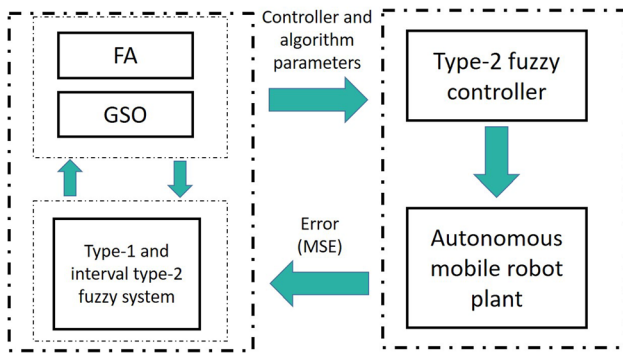 FA
GSO
Type-1 and
interval type-2
fuzzy system
Controller and
algorithm
parameters
Error
(MSE)
Type-2 fuzzy
controller
Autonomous
mobile robot
plant